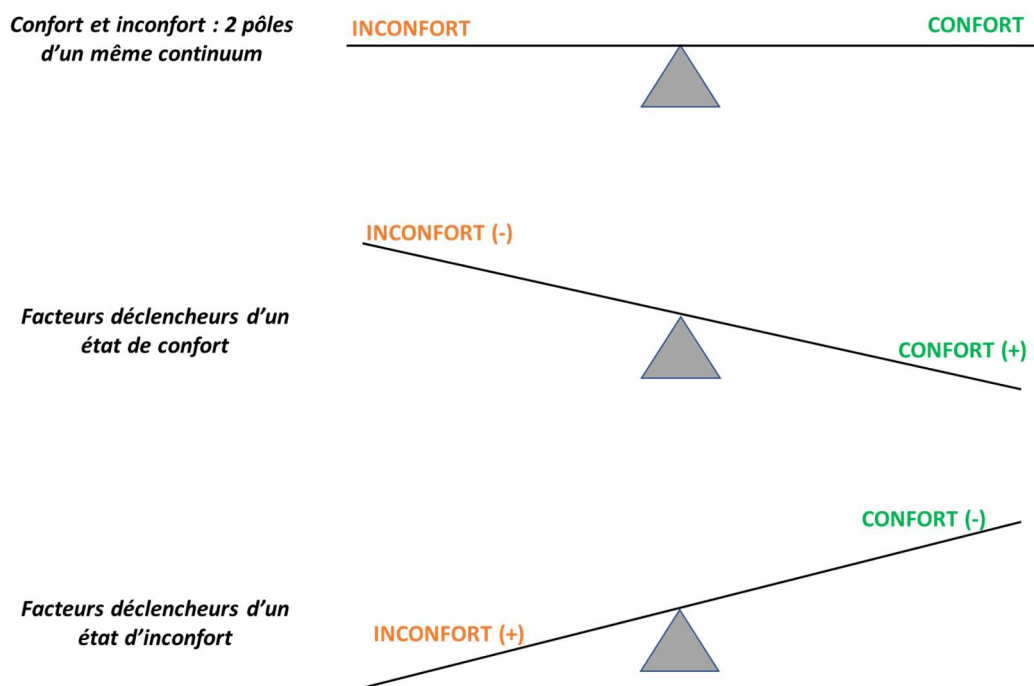 Confort et inconfort : 2 pôles
d’un même continuum
INCONFORT
CONFORT
INCONFORT (-)
Facteurs déclencheurs d’un
état de confort
CONFORT (+)
CONFORT (-)
Facteurs déclencheurs d’un
état d’inconfort
INCONFORT (+)